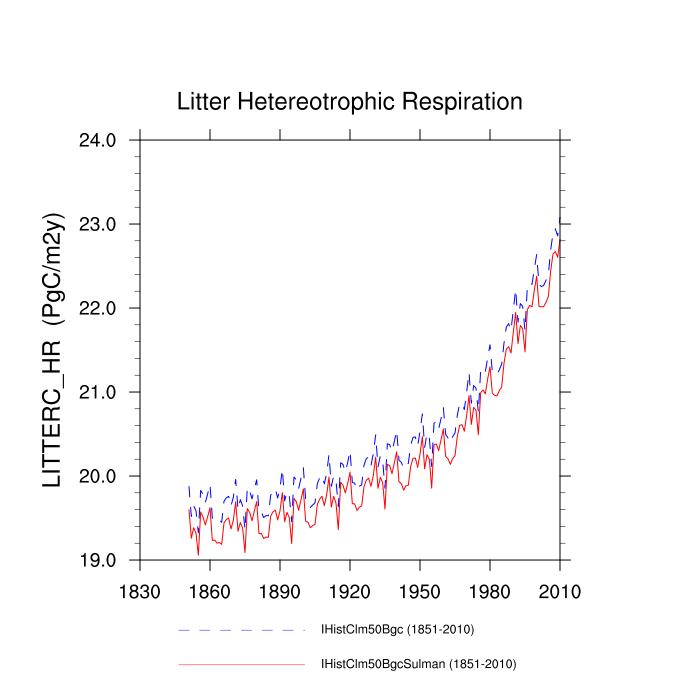 Litter Hetereotrophic Respiration
LITTERC_HR (PgC/m2y)
24.0
23.0
22.0
21.0
20.0
19.0
1830 1860 1890 1920 1950 1980 2010
IHistClm50Bgc (1851-2010)
IHistClm50BgcSulman (1851-2010)